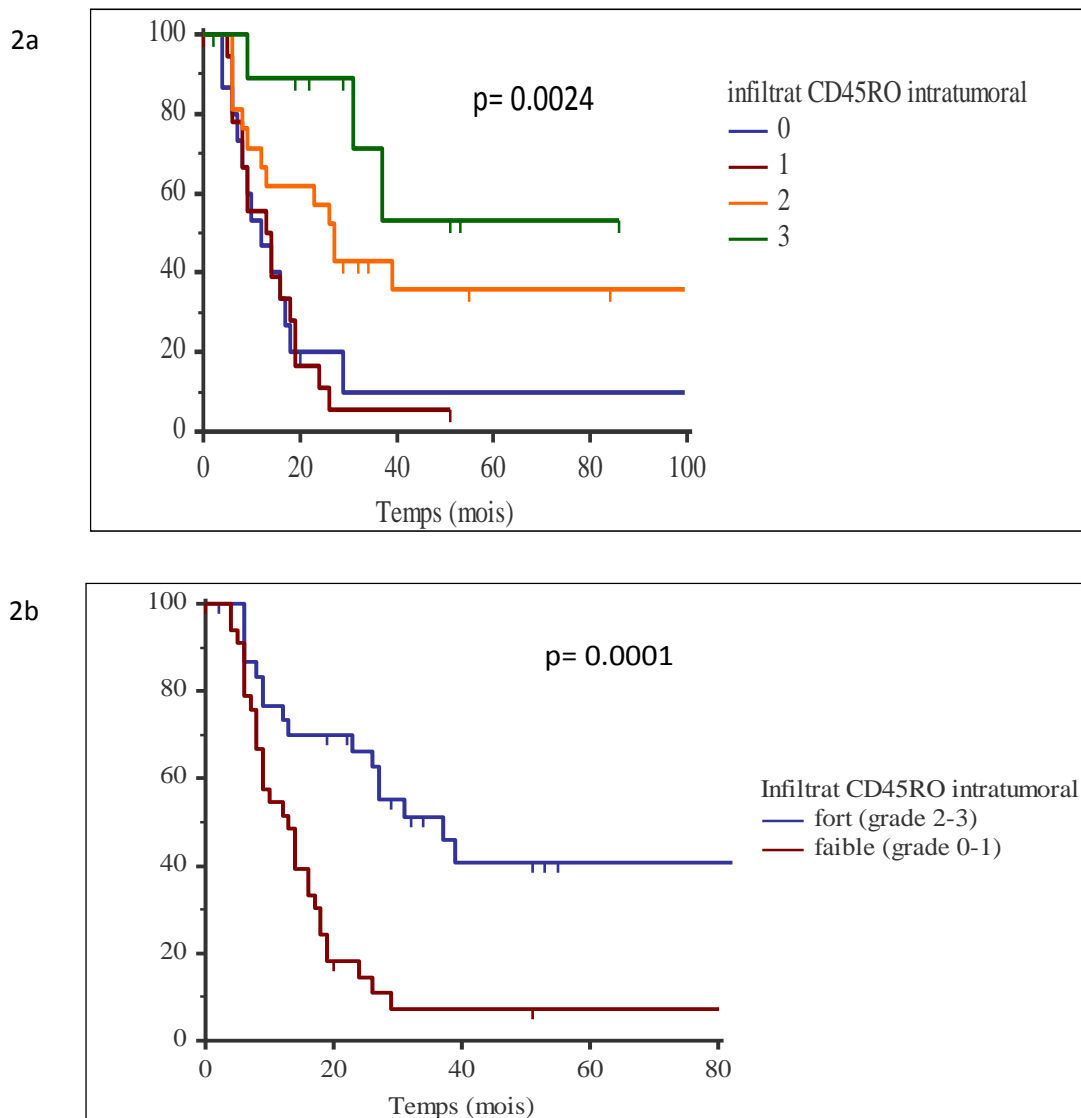 2a
100
80
60
40
20
0
0 20 40 60 80 100
Temps (mois)
p= 0.0024
infiltrat CD45RO intratumoral
0
1
2
3
2b
100
80
60
40
20
0
0 20 40 60 80
Temps (mois)
p= 0.0001
Infiltrat CD45RO intratumoral
fort (grade 2-3)
faible (grade 0-1)